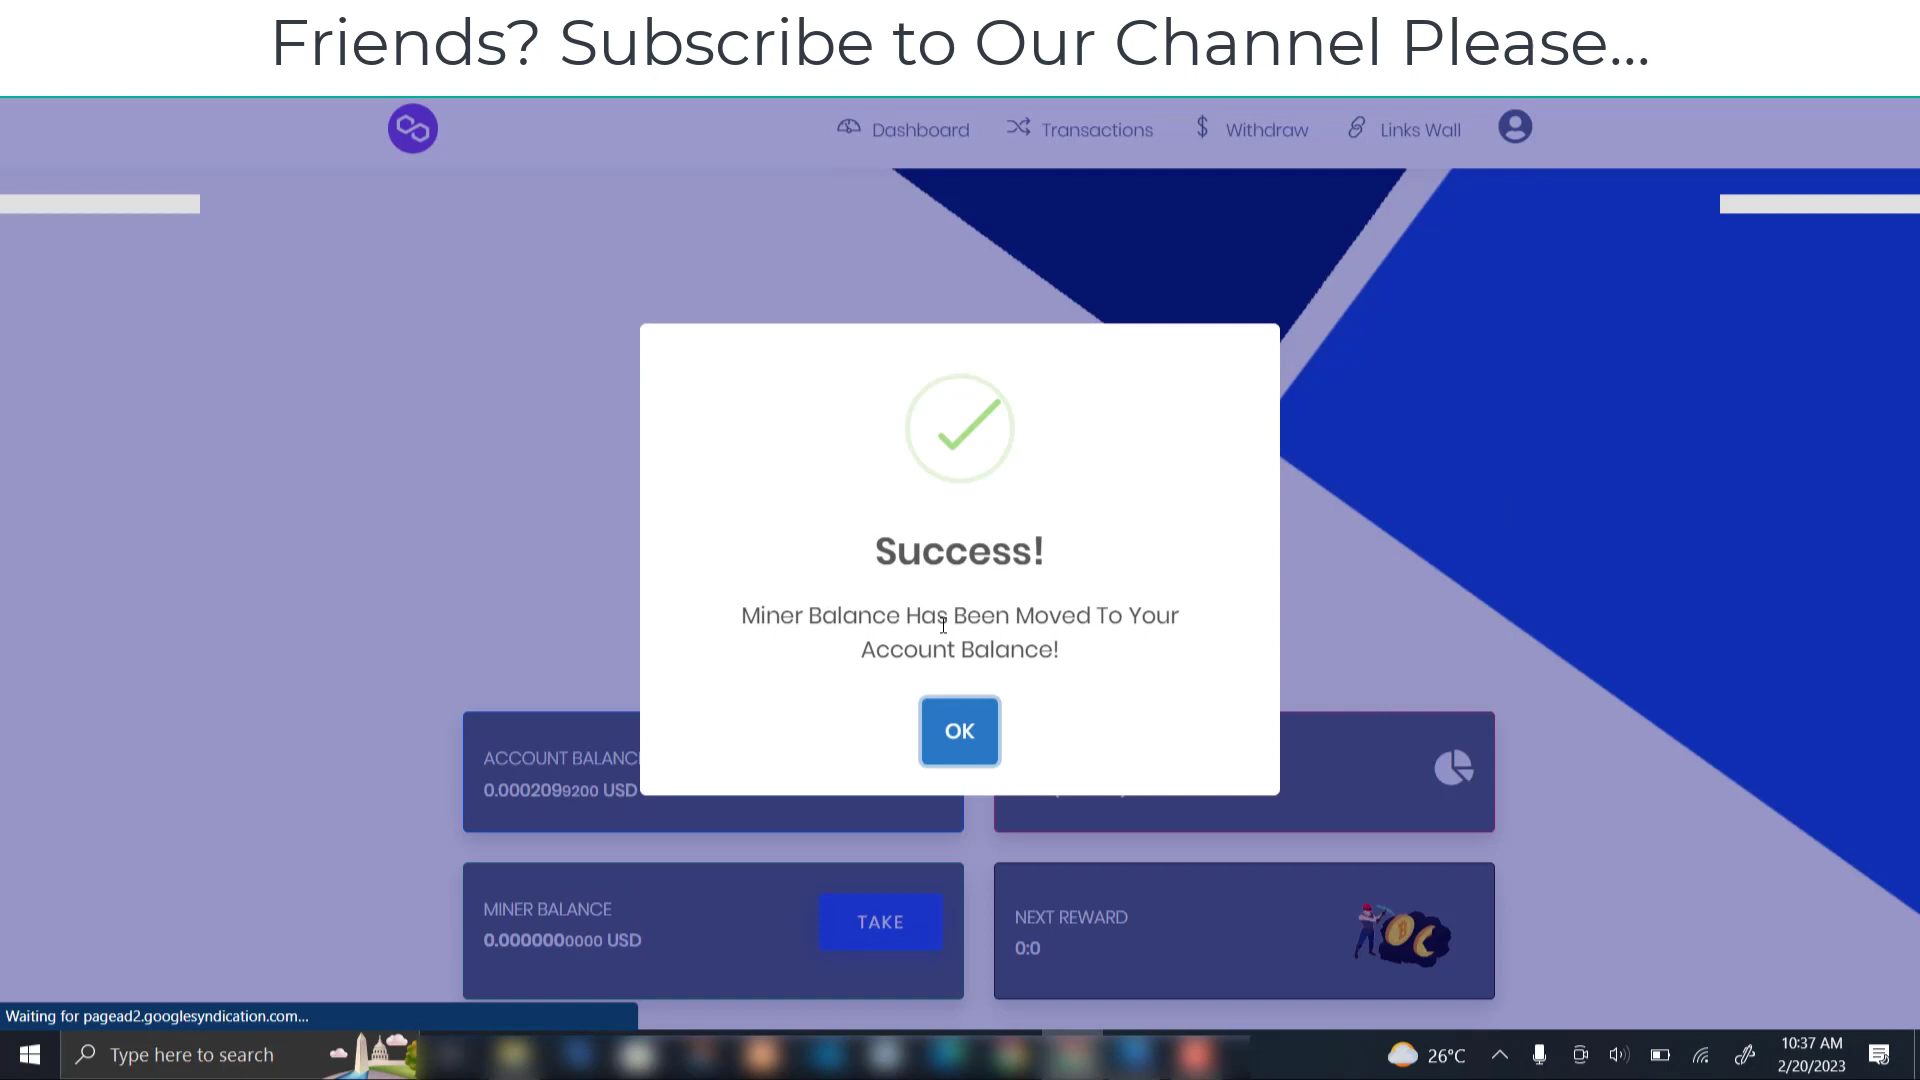 Friends? Subscribe to Our Channel Please...
Dashboard
Transactions
Withdraw
Links Wall
Success!
Miner Balance Has Been Moved To Your
Account Balance!
OK
ACCOUNT BALANC
0.0002099200 USD
MINER BALANCE
0.0000000000 USD
TAKE
NEXT REWARD
0:0
Waiting for pagead2.googlesyndication.com...
Type here to search
26°C
10:37 AM
2/20/2023